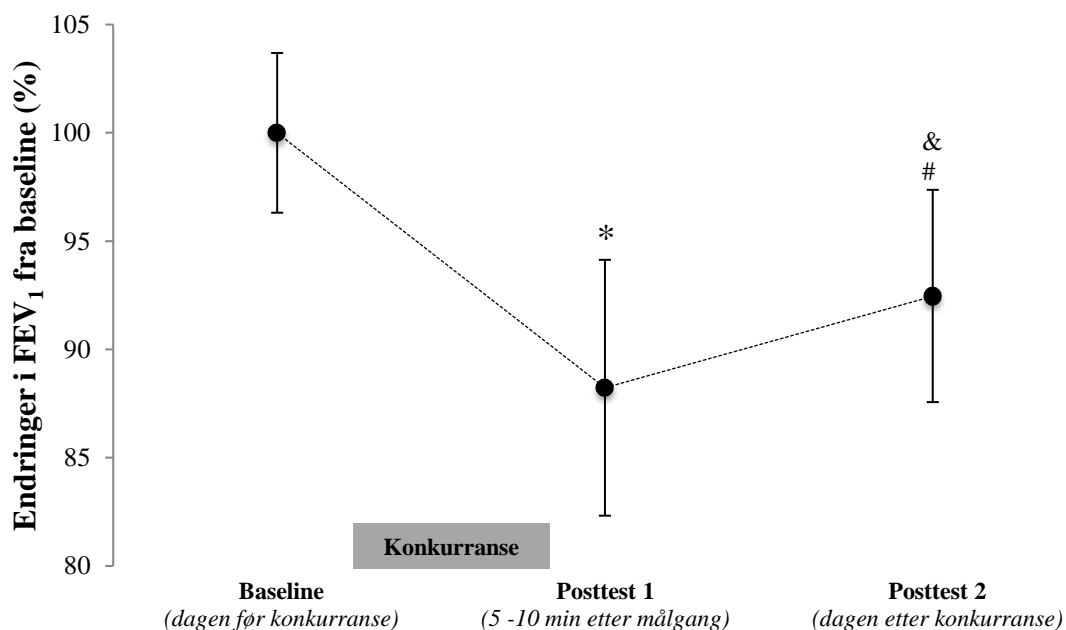 Endringer i FEV₁ fra baseline (%)
105
100
95
90
85
80
*
&
#
Konkurranse
Baseline
(dagen før konkurranse)
Posttest 1
(5 -10 min etter målgang)
Posttest 2
(dagen etter konkurranse)